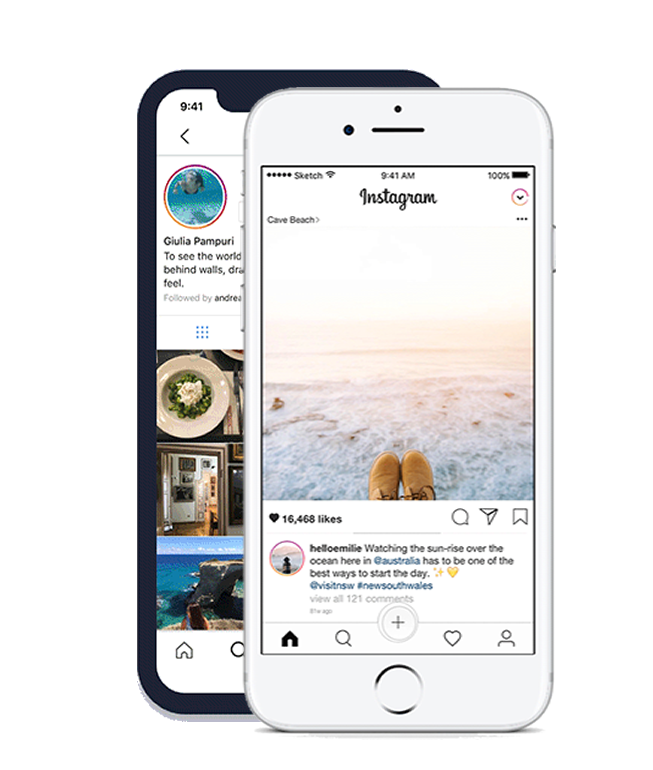 9:41
Giulia Pampuri
To see the world
behind walls, dra
feel.
Followed by andrea
Sketch
9:41 AM
100%
Instagram
Cave Beach
16,468 likes
helloemilie Watching the sun-rise over the
ocean here in @australia has to be one of the
best ways to start the day. ✨💛
@visitnsw #newsouthwales
view all 121 comments
81w ago